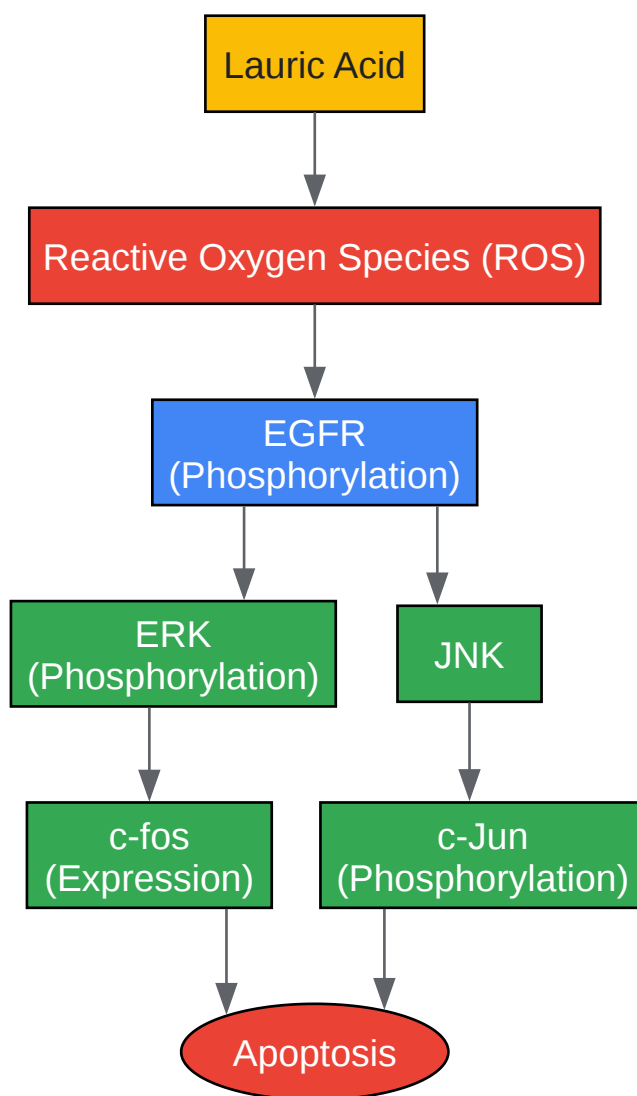 Lauric Acid
Reactive Oxygen Species (ROS)
EGFR
(Phosphorylation)
ERK
(Phosphorylation)
JNK
c-fos
(Expression)
c-Jun
(Phosphorylation)
Apoptosis